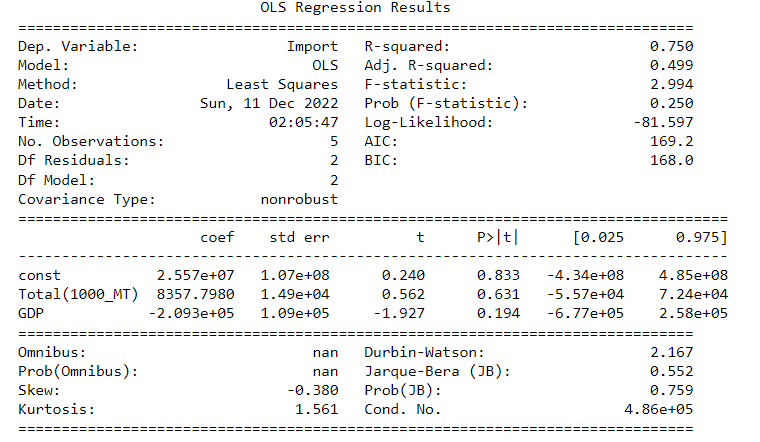 OLS Regression Results
==============================================================================
Dep. Variable:                 Import   R-squared:                       0.750
Model:                            OLS   Adj. R-squared:                  0.499
Method:                 Least Squares   F-statistic:                     2.994
Date:                Sun, 11 Dec 2022   Prob (F-statistic):              0.250
Time:                        02:05:47   Log-Likelihood:                -81.597
No. Observations:                   5   AIC:                             169.2
Df Residuals:                       2   BIC:                             168.0
Df Model:                           2
Covariance Type:            nonrobust
==================================================================================
                     coef    std err          t      P>|t|      [0.025      0.975]
----------------------------------------------------------------------------------
const           2.557e+07   1.07e+08      0.240      0.833   -4.34e+08    4.85e+08
Total(1000_MT)  8357.7980   1.49e+04      0.562      0.631   -5.57e+04    7.24e+04
GDP            -2.093e+05   1.09e+05     -1.927      0.194   -6.77e+05    2.58e+05
==============================================================================
Omnibus:                          nan   Durbin-Watson:                   2.167
Prob(Omnibus):                    nan   Jarque-Bera (JB):                0.552
Skew:                          -0.380   Prob(JB):                        0.759
Kurtosis:                       1.561   Cond. No.                     4.86e+05
==============================================================================